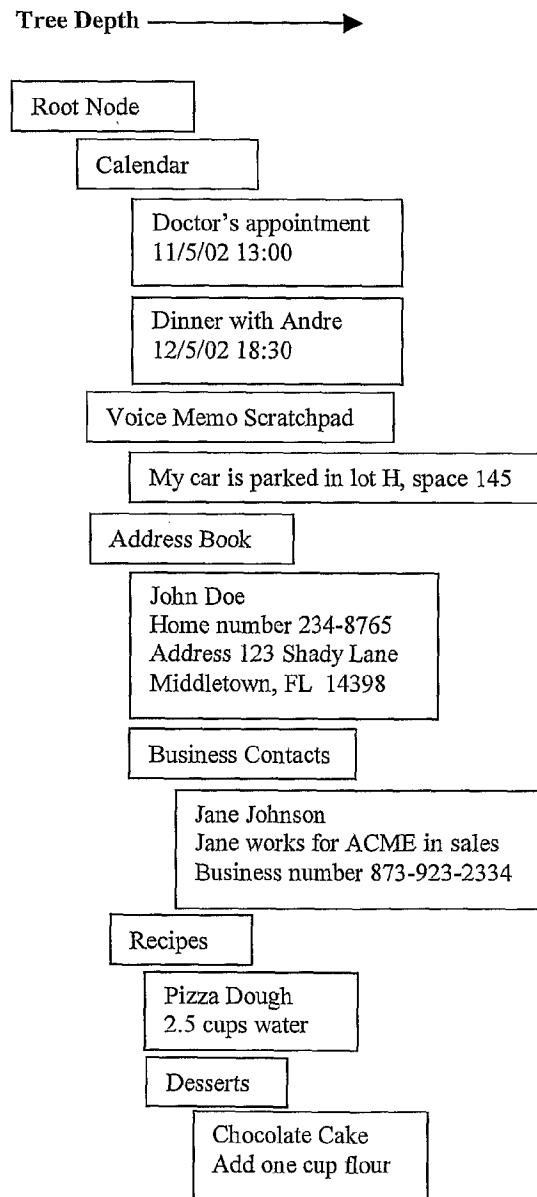 Tree Depth
Root Node
Calendar
Doctor's appointment
11/5/02 13:00
Dinner with Andre
12/5/02 18:30
Voice Memo Scratchpad
My car is parked in lot H, space 145
Address Book
John Doe
Home number 234-8765
Address 123 Shady Lane
Middletown, FL 14398
Business Contacts
Jane Johnson
Jane works for ACME in sales
Business number 873-923-2334
Recipes
Pizza Dough
2.5 cups water
Desserts
Chocolate Cake
Add one cup flour